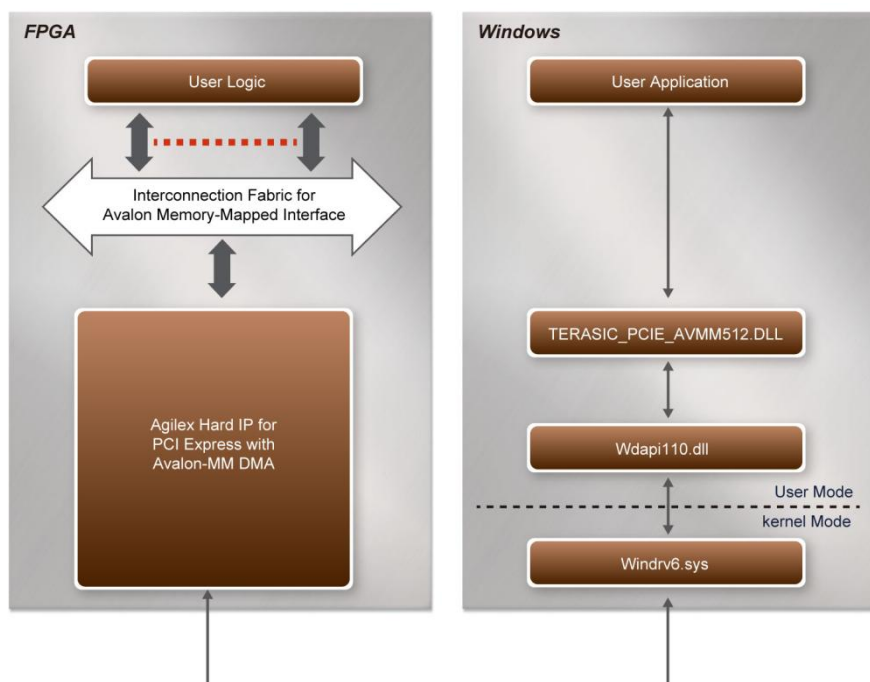 FPGA
User Logic
Interconnection Fabric for
Avalon Memory-Mapped Interface
Agilex Hard IP for
PCI Express with
Avalon-MM DMA
Windows
User Application
TERASIC_PCIE_AVMM512.DLL
Wdapi110.dll
User Mode
kernel Mode
Windrv6.sys